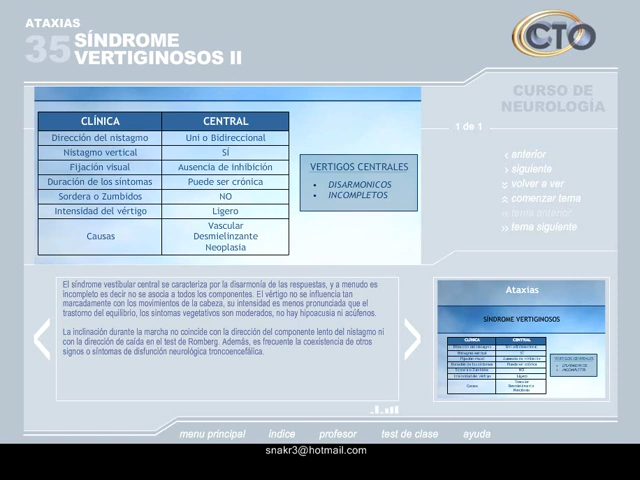 ATAXIAS
35 SÍNDROME
VERTIGINOSOS II
CTO
CURSO DE
NEUROLOGÍA
1 de 1
anterior
siguiente
volver a ver
comenzar tema
tema anterior
tema siguiente
CLÍNICA CENTRAL
Dirección del nistagmo Uni o Bidireccional
Nistagmo vertical SÍ
Fijación visual Ausencia de inhibición
Duración de los síntomas Puede ser crónica
Sordera o Zumbidos NO
Intensidad del vértigo Ligero
Causas Vascular
Desmielinzante
Neoplasia
VERTIGOS CENTRALES
• DISARMONICOS
• INCOMPLETOS
El síndrome vestibular central se caracteriza por la disarmonía de las respuestas, y a menudo es
incompleto es decir no se asocia a todos los componentes. El vértigo no se influencia tan
marcadamente con los movimientos de la cabeza, su intensidad es menos pronunciada que el
trastorno del equilibrio, los síntomas vegetativos son moderados, no hay hipoacusia ni acúfenos.
La inclinación durante la marcha no coincide con la dirección del componente lento del nistagmo ni
con la dirección de caída en el test de Romberg. Además, es frecuente la coexistencia de otros
signos o síntomas de disfunción neurológica troncoencefálica.
Ataxias
SÍNDROME VERTIGINOSOS
CLÍNICA CENTRAL
VERTIGOS CENTRALES
menu principal indice profesor test de clase ayuda
snakr3@hotmail.com